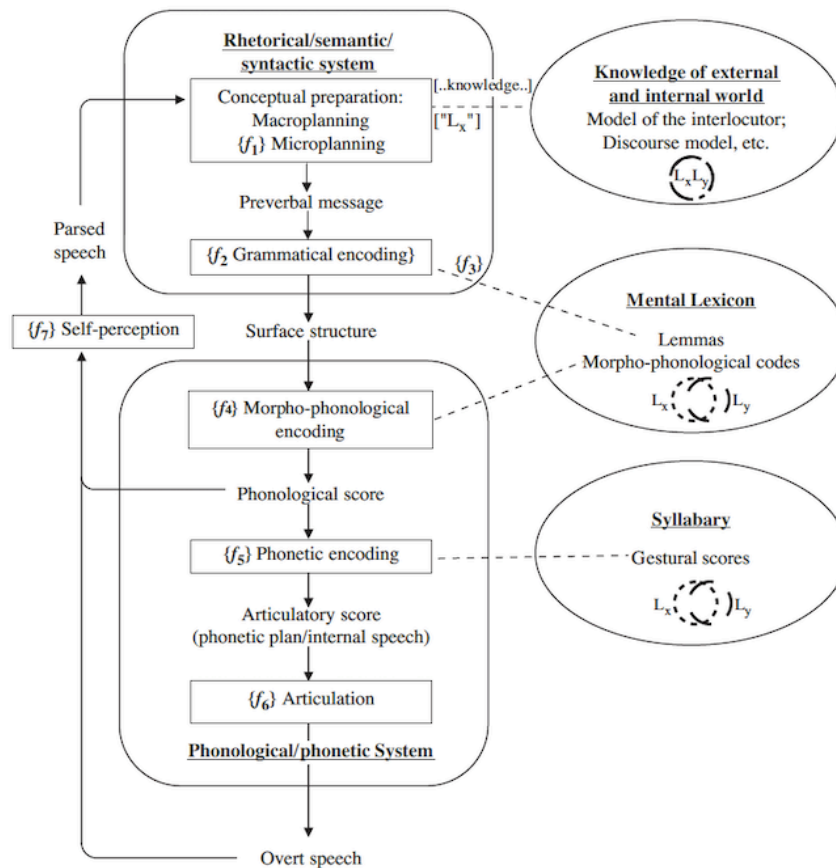 Rhetorical/semantic/
syntactic system
Conceptual preparation:
Macroplanning
{f1} Microplanning
[..knowledge..]
["Lx"]
Knowledge of external
and internal world
Model of the interlocutor;
Discourse model, etc.
LxLy
Preverbal message
Parsed
speech
{f2 Grammatical encoding}
{f3}
Mental Lexicon
Lemmas
Morpho-phonological codes
Lx Ly
{f7} Self-perception
Surface structure
{f4} Morpho-phonological
encoding
Phonological score
Syllabary
Gestural scores
Lx Ly
{f5} Phonetic encoding
Articulatory score
(phonetic plan/internal speech)
{f6} Articulation
Phonological/phonetic System
Overt speech